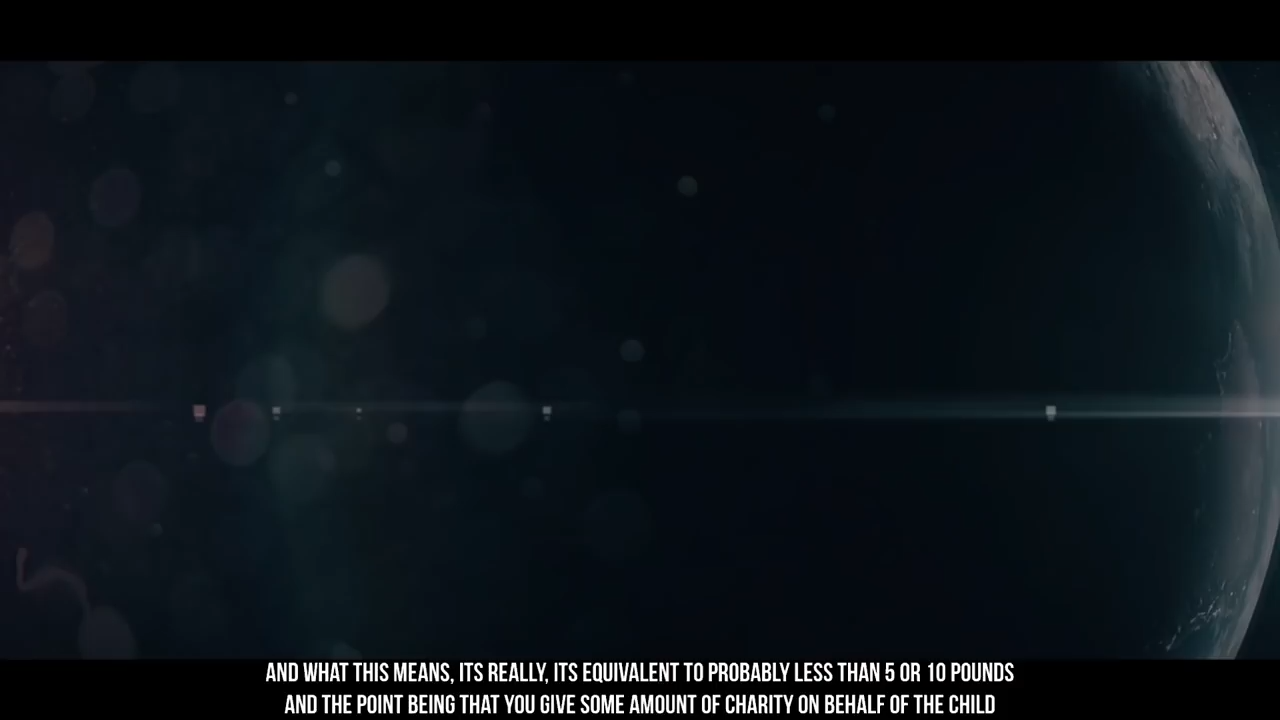 AND WHAT THIS MEANS, ITS REALLY, ITS EQUIVALENT TO PROBABLY LESS THAN 5 OR 10 POUNDS
AND THE POINT BEING THAT YOU GIVE SOME AMOUNT OF CHARITY ON BEHALF OF THE CHILD